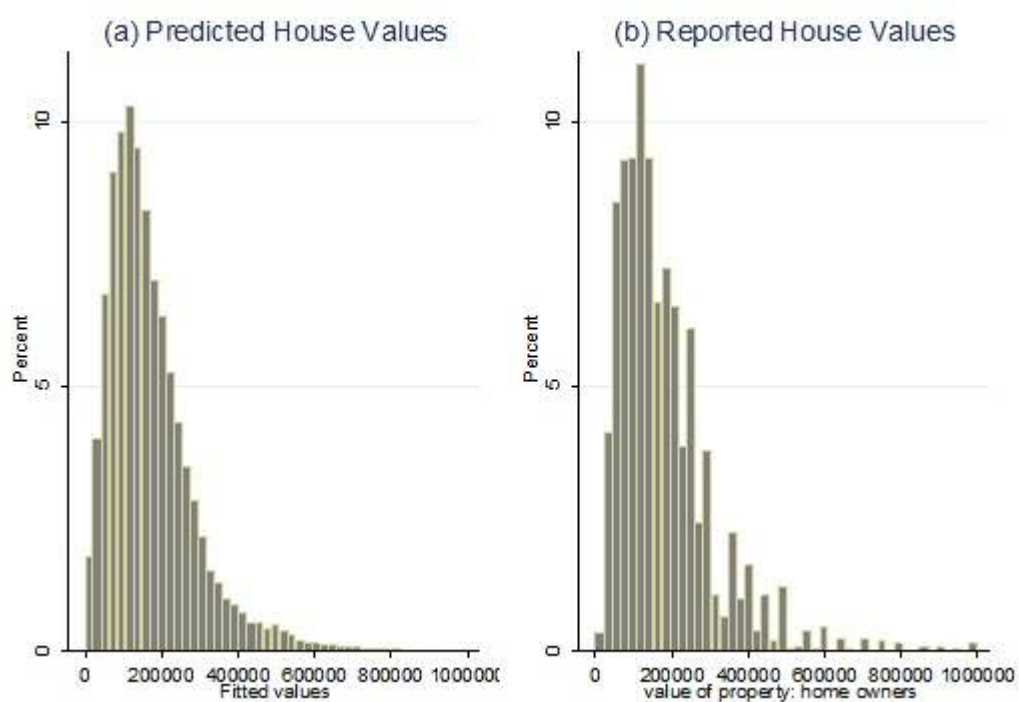 (a) Predicted House Values
10
5
0
Percent
0 200000 400000 600000 800000 1000000
Fitted values
(b) Reported House Values
10
5
0
Percent
0 200000 400000 600000 800000 1000000
value of property: home owners